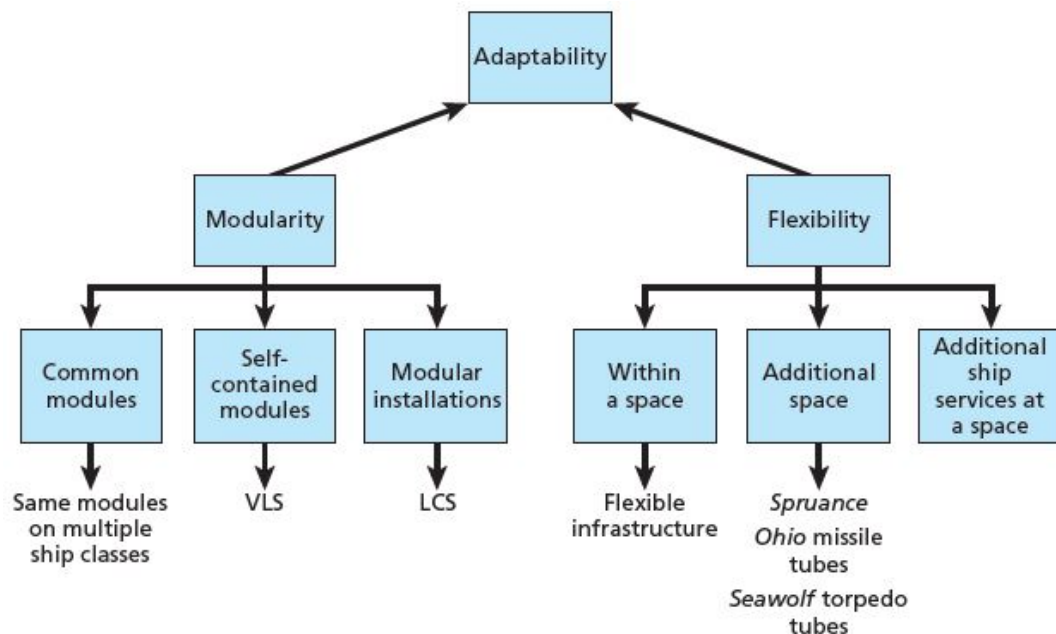 Adaptability
Modularity
Flexibility
Common
modules
Self-
contained
modules
Modular
installations
Within
a space
Additional
space
Additional
ship
services at
a space
Same modules
on multiple
ship classes
VLS
LCS
Flexible
infrastructure
Spruance
Ohio missile
tubes
Seawolf torpedo
tubes